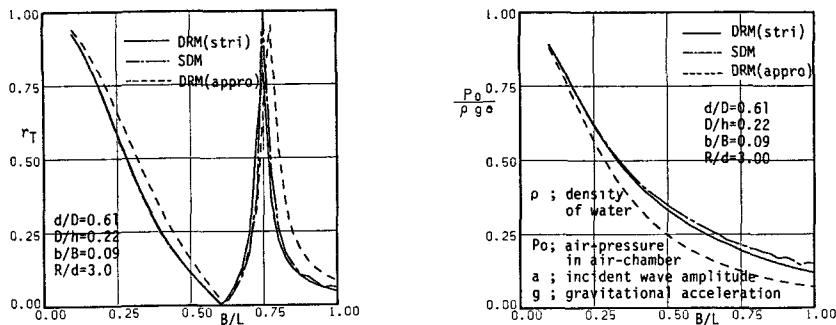 1.00
0.75
r_T
0.50
0.25
0.00
0.00 0.25 0.50 0.75 1.00
B/L
DRM(stri)
SDM
DRM(appro)
d/D=0.61
D/h=0.22
b/B=0.09
R/d=3.0
1.00
0.75
Po
ρ g a
0.50
0.25
0.00
0.00 0.25 0.50 0.75 1.00
B/L
DRM(stri)
SDM
DRM(appro)
d/D=0.61
D/h=0.22
b/B=0.09
R/d=3.00
ρ ; density
of water
Po; air-pressure
in air-chamber
a ; incident wave amplitude
g ; gravitational acceleration